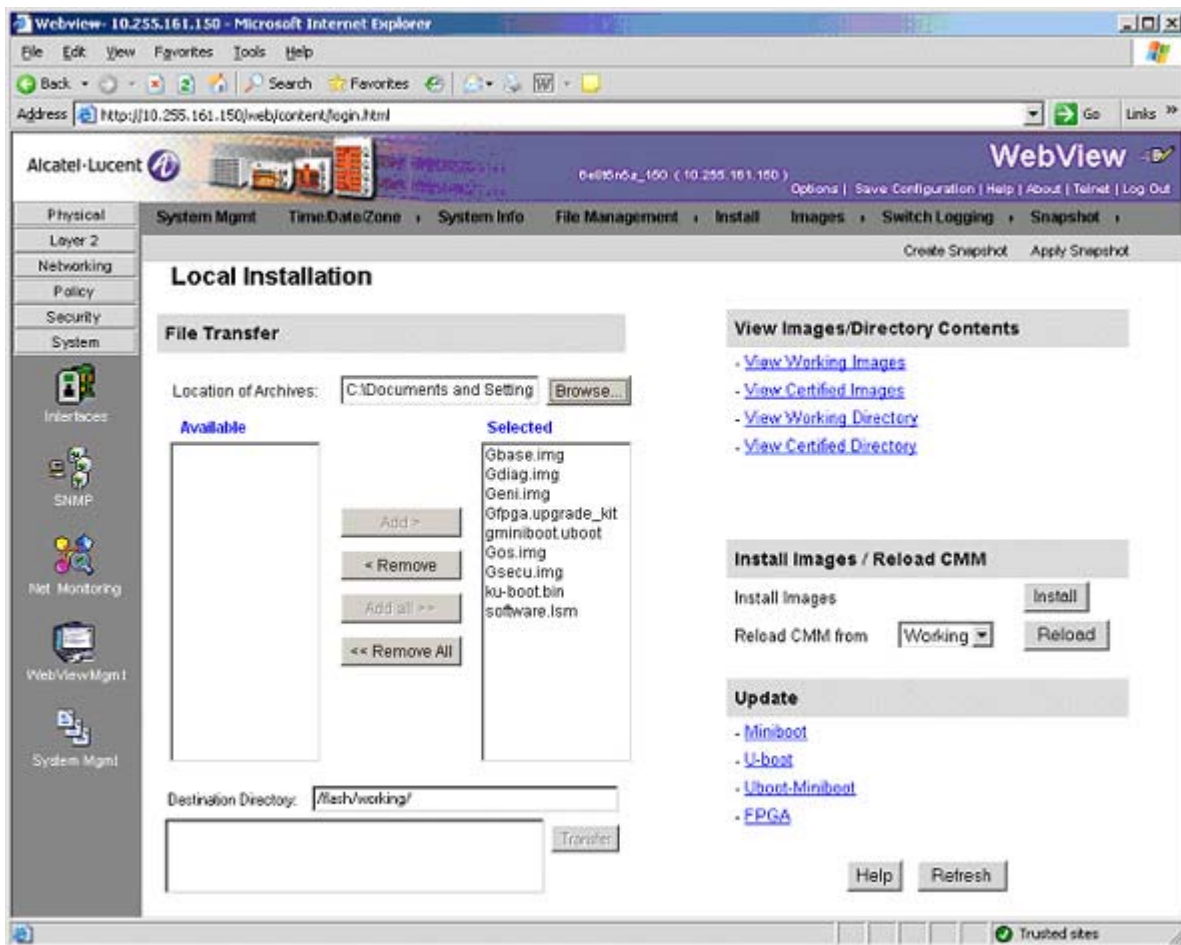 Webview- 10.255.161.150 - Microsoft Internet Explorer
File Edit View Favorites Tools Help
Back Search Favorites
Address http://10.255.161.150/web/content/login.html Go Links »
Alcatel-Lucent
WebView
(10.255.161.150)
Options | Save Configuration | Help | About | Telnet | Log Out
Physical
Layer 2
Networking
Policy
Security
System
Interfaces
SNMP
Net Monitoring
WebViewMgmt
System Mgmt
System Mgmt Time/Date/Zone System Info File Management Install Images Switch Logging Snapshot
Create Snapshot Apply Snapshot
Local Installation
File Transfer
Location of Archives: C:\Documents and Setting Browse...
Available Selected
Gbase.img
Gdiag.img
Geni.img
Gfpga.upgrade_kit
gminiboot.uboot
Gos.img
Gsecu.img
ku-boot.bin
software.lsm
Add >
< Remove
Add all >>
<< Remove All
Destination Directory: /flash/working/
Transfer
View Images/Directory Contents
- View Working Images
- View Certified Images
- View Working Directory
- View Certified Directory
Install Images / Reload CMM
Install Images Install
Reload CMM from Working Reload
Update
- Miniboot
- U-boot
- Uboot-Miniboot
- FPGA
Help Refresh
Trusted sites